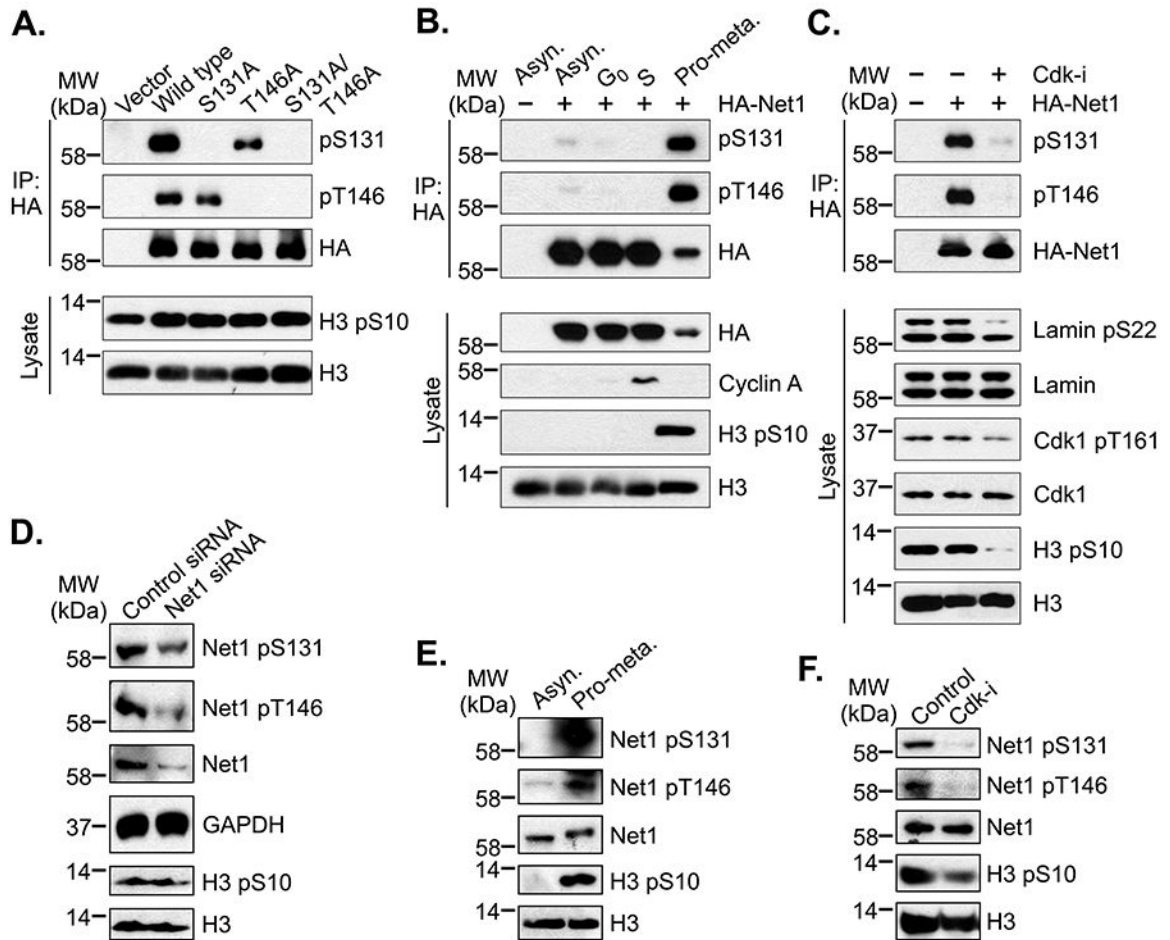 A.
MW
(kDa)
Vector
Wild type
S131A
T146A
S131A/
T146A
58
pS131
IP:
HA
58
pT146
58
HA
Lysate
14
H3 pS10
14
H3
B.
MW
(kDa)
Asyn.
Asyn.
G0
S
Pro-meta.
− + + + + HA-Net1
58
pS131
IP:
HA
58
pT146
58
HA
Lysate
58
HA
58
Cyclin A
14
H3 pS10
14
H3
C.
MW
(kDa)
− − + Cdk-i
− + + HA-Net1
58
pS131
IP:
HA
58
pT146
58
HA-Net1
Lysate
58
Lamin pS22
58
Lamin
37
Cdk1 pT161
37
Cdk1
14
H3 pS10
14
H3
D.
MW
(kDa)
Control siRNA
Net1 siRNA
58
Net1 pS131
58
Net1 pT146
58
Net1
37
GAPDH
14
H3 pS10
14
H3
E.
MW
(kDa)
Asyn.
Pro-meta.
58
Net1 pS131
58
Net1 pT146
58
Net1
14
H3 pS10
14
H3
F.
MW
(kDa)
Control
Cdk-i
58
Net1 pS131
58
Net1 pT146
58
Net1
14
H3 pS10
14
H3